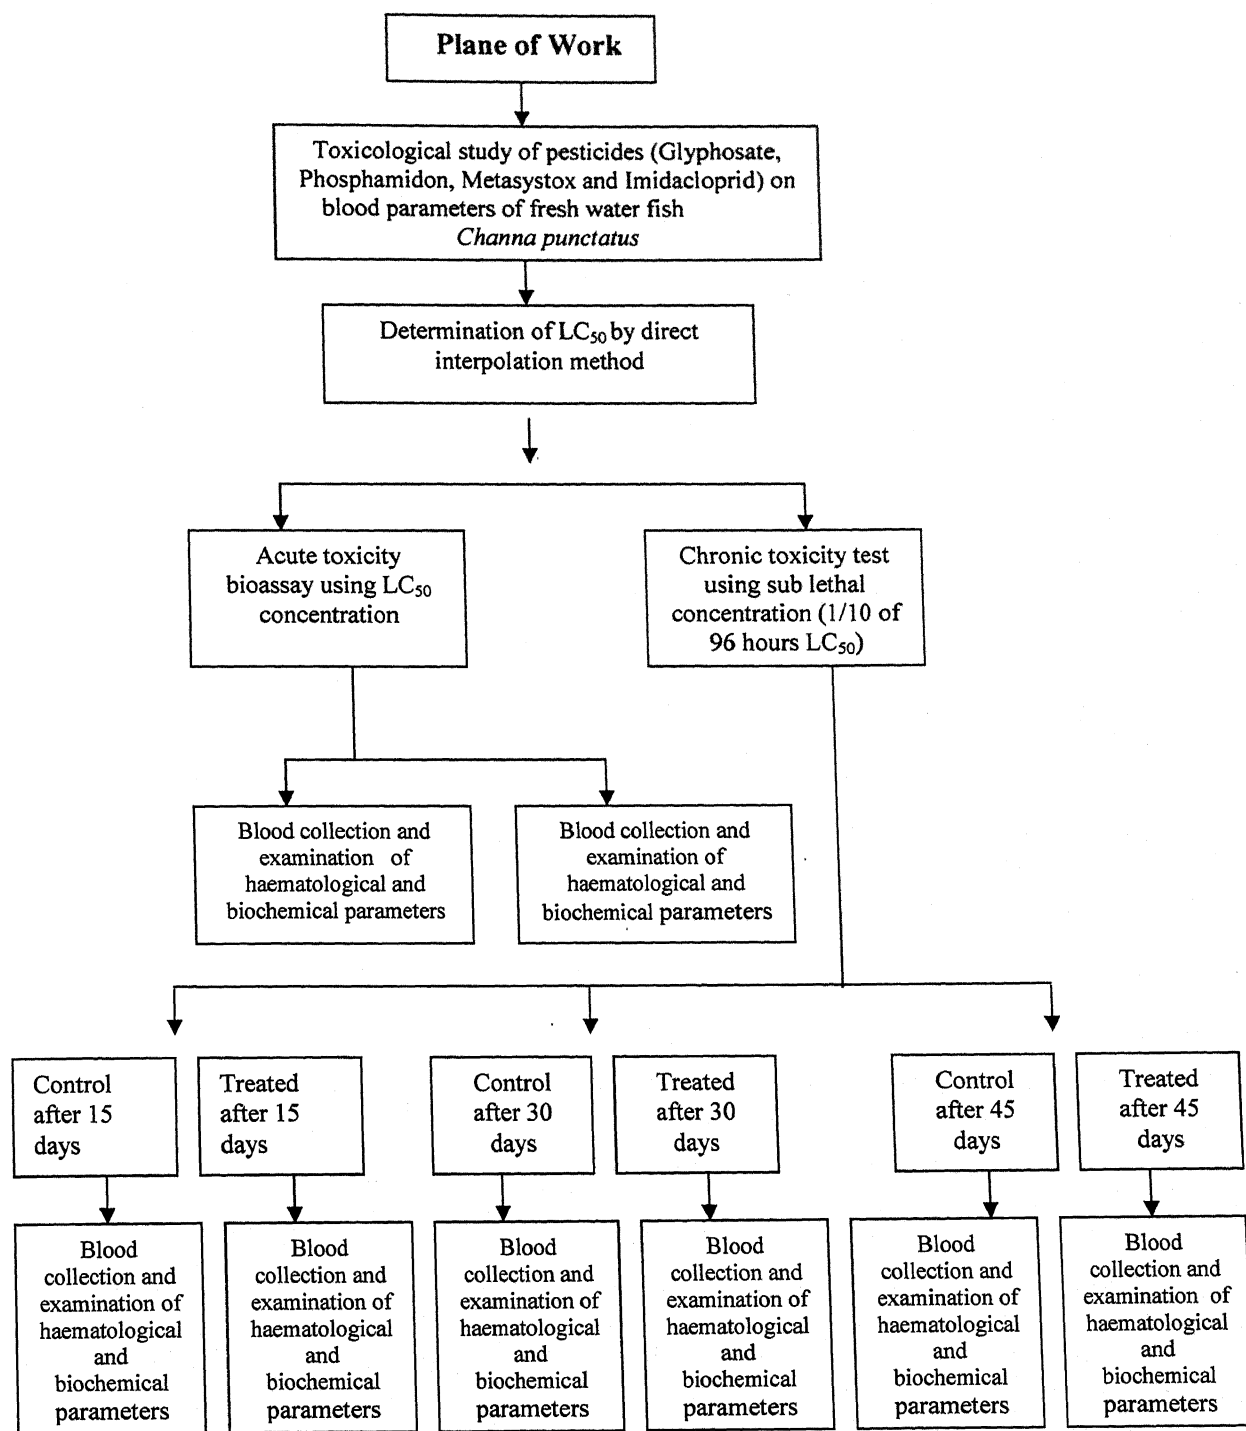 Plane of Work
Toxicological study of pesticides (Glyphosate,
Phosphamidon, Metasystox and Imidacloprid) on
blood parameters of fresh water fish
Channa punctatus
Determination of LC₅₀ by direct
interpolation method
Acute toxicity
bioassay using LC₅₀
concentration
Chronic toxicity test
using sub lethal
concentration (1/10 of
96 hours LC₅₀)
Blood collection and
examination of
haematological and
biochemical parameters
Blood collection and
examination of
haematological and
biochemical parameters
Control
after 15
days
Treated
after 15
days
Control
after 30
days
Treated
after 30
days
Control
after 45
days
Treated
after 45
days
Blood
collection and
examination of
haematological
and
biochemical
parameters
Blood
collection and
examination of
haematological
and
biochemical
parameters
Blood
collection and
examination of
haematological
and
biochemical
parameters
Blood
collection and
examination of
haematological
and
biochemical
parameters
Blood
collection and
examination of
haematological
and
biochemical
parameters
Blood
collection and
examination of
haematological
and
biochemical
parameters